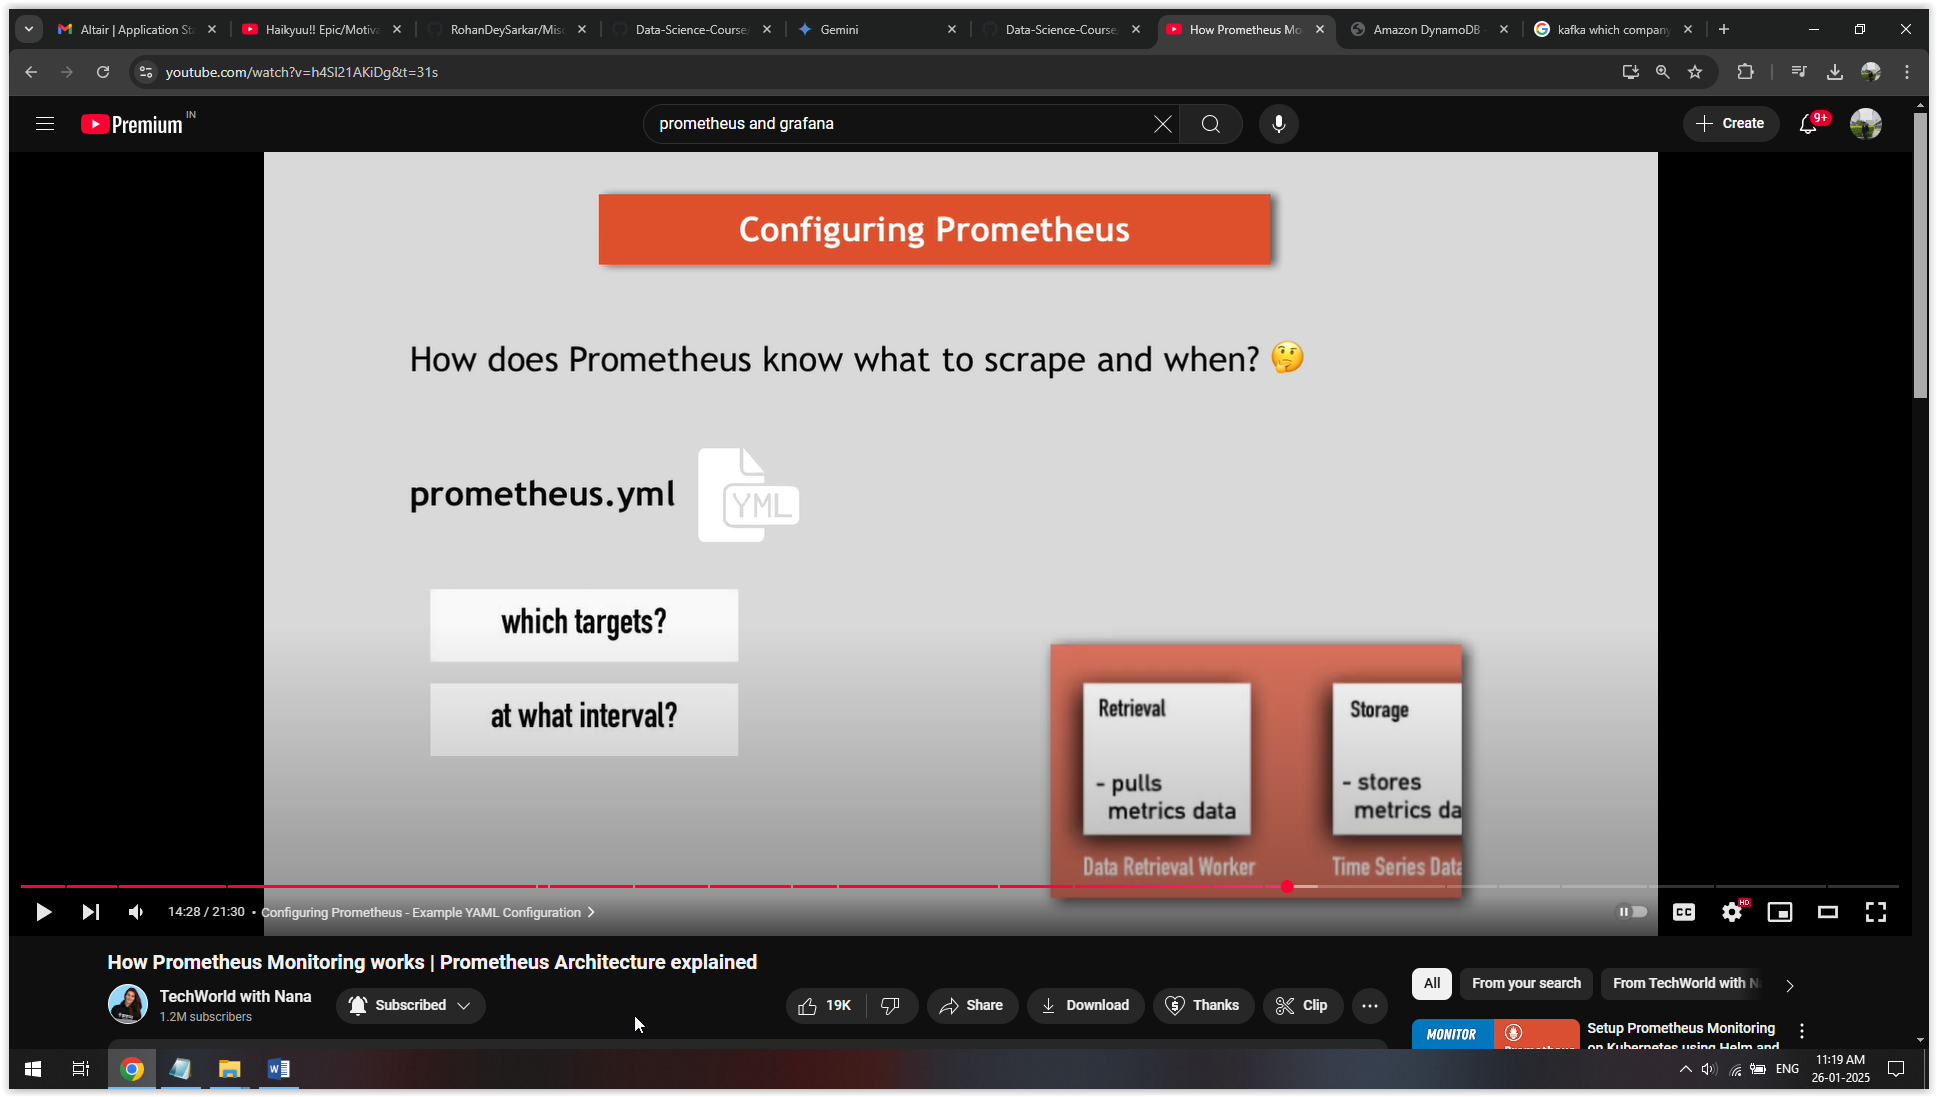 Altair | Application St
Haikyuu!! Epic/Motiva
RohanDeySarkar/Misc
Data-Science-Course/
Gemini
Data-Science-Course
How Prometheus Mo
Amazon DynamoDB
kafka which company
youtube.com/watch?v=h4Sl21AKiDg&t=31s
Premium IN
prometheus and grafana
Create
9+
Configuring Prometheus
How does Prometheus know what to scrape and when? 🤔
prometheus.yml
YML
which targets?
at what interval?
Retrieval
- pulls
metrics data
Data Retrieval Worker
Storage
- stores
metrics da
Time Series Data
14:28 / 21:30 • Configuring Prometheus - Example YAML Configuration
CC
HD
How Prometheus Monitoring works | Prometheus Architecture explained
TechWorld with Nana
1.2M subscribers
Subscribed
19K
Share
Download
Thanks
Clip
All
From your search
From TechWorld with N
MONITOR
Setup Prometheus Monitoring
on Kubernetes using Helm and
W
ENG
11:19 AM
26-01-2025